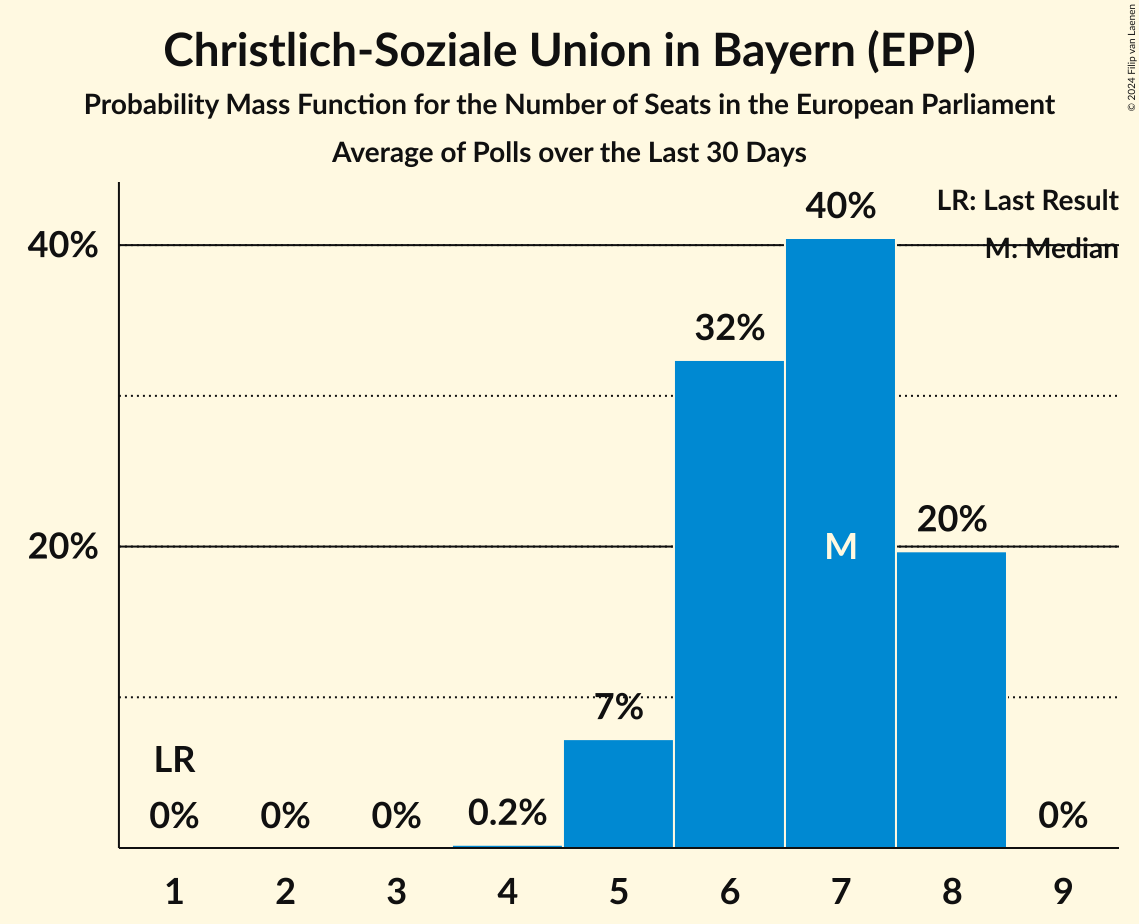 Christlich-Soziale Union in Bayern (EPP)
Probability Mass Function for the Number of Seats in the European Parliament
Average of Polls over the Last 30 Days
© 2024 Filip van Laenen
LR: Last Result
M: Median
40%
20%
LR
0%
0%
0%
0.2%
7%
32%
40%
M
20%
0%
1 2 3 4 5 6 7 8 9